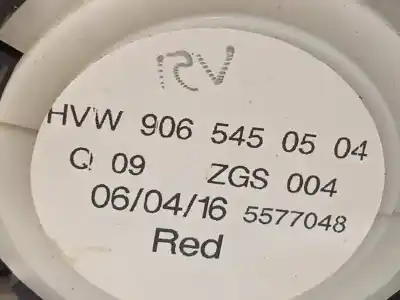 RV
HVW 906 545 05 04
Q 09 ZGS 004
06/04/16 5577048
Red